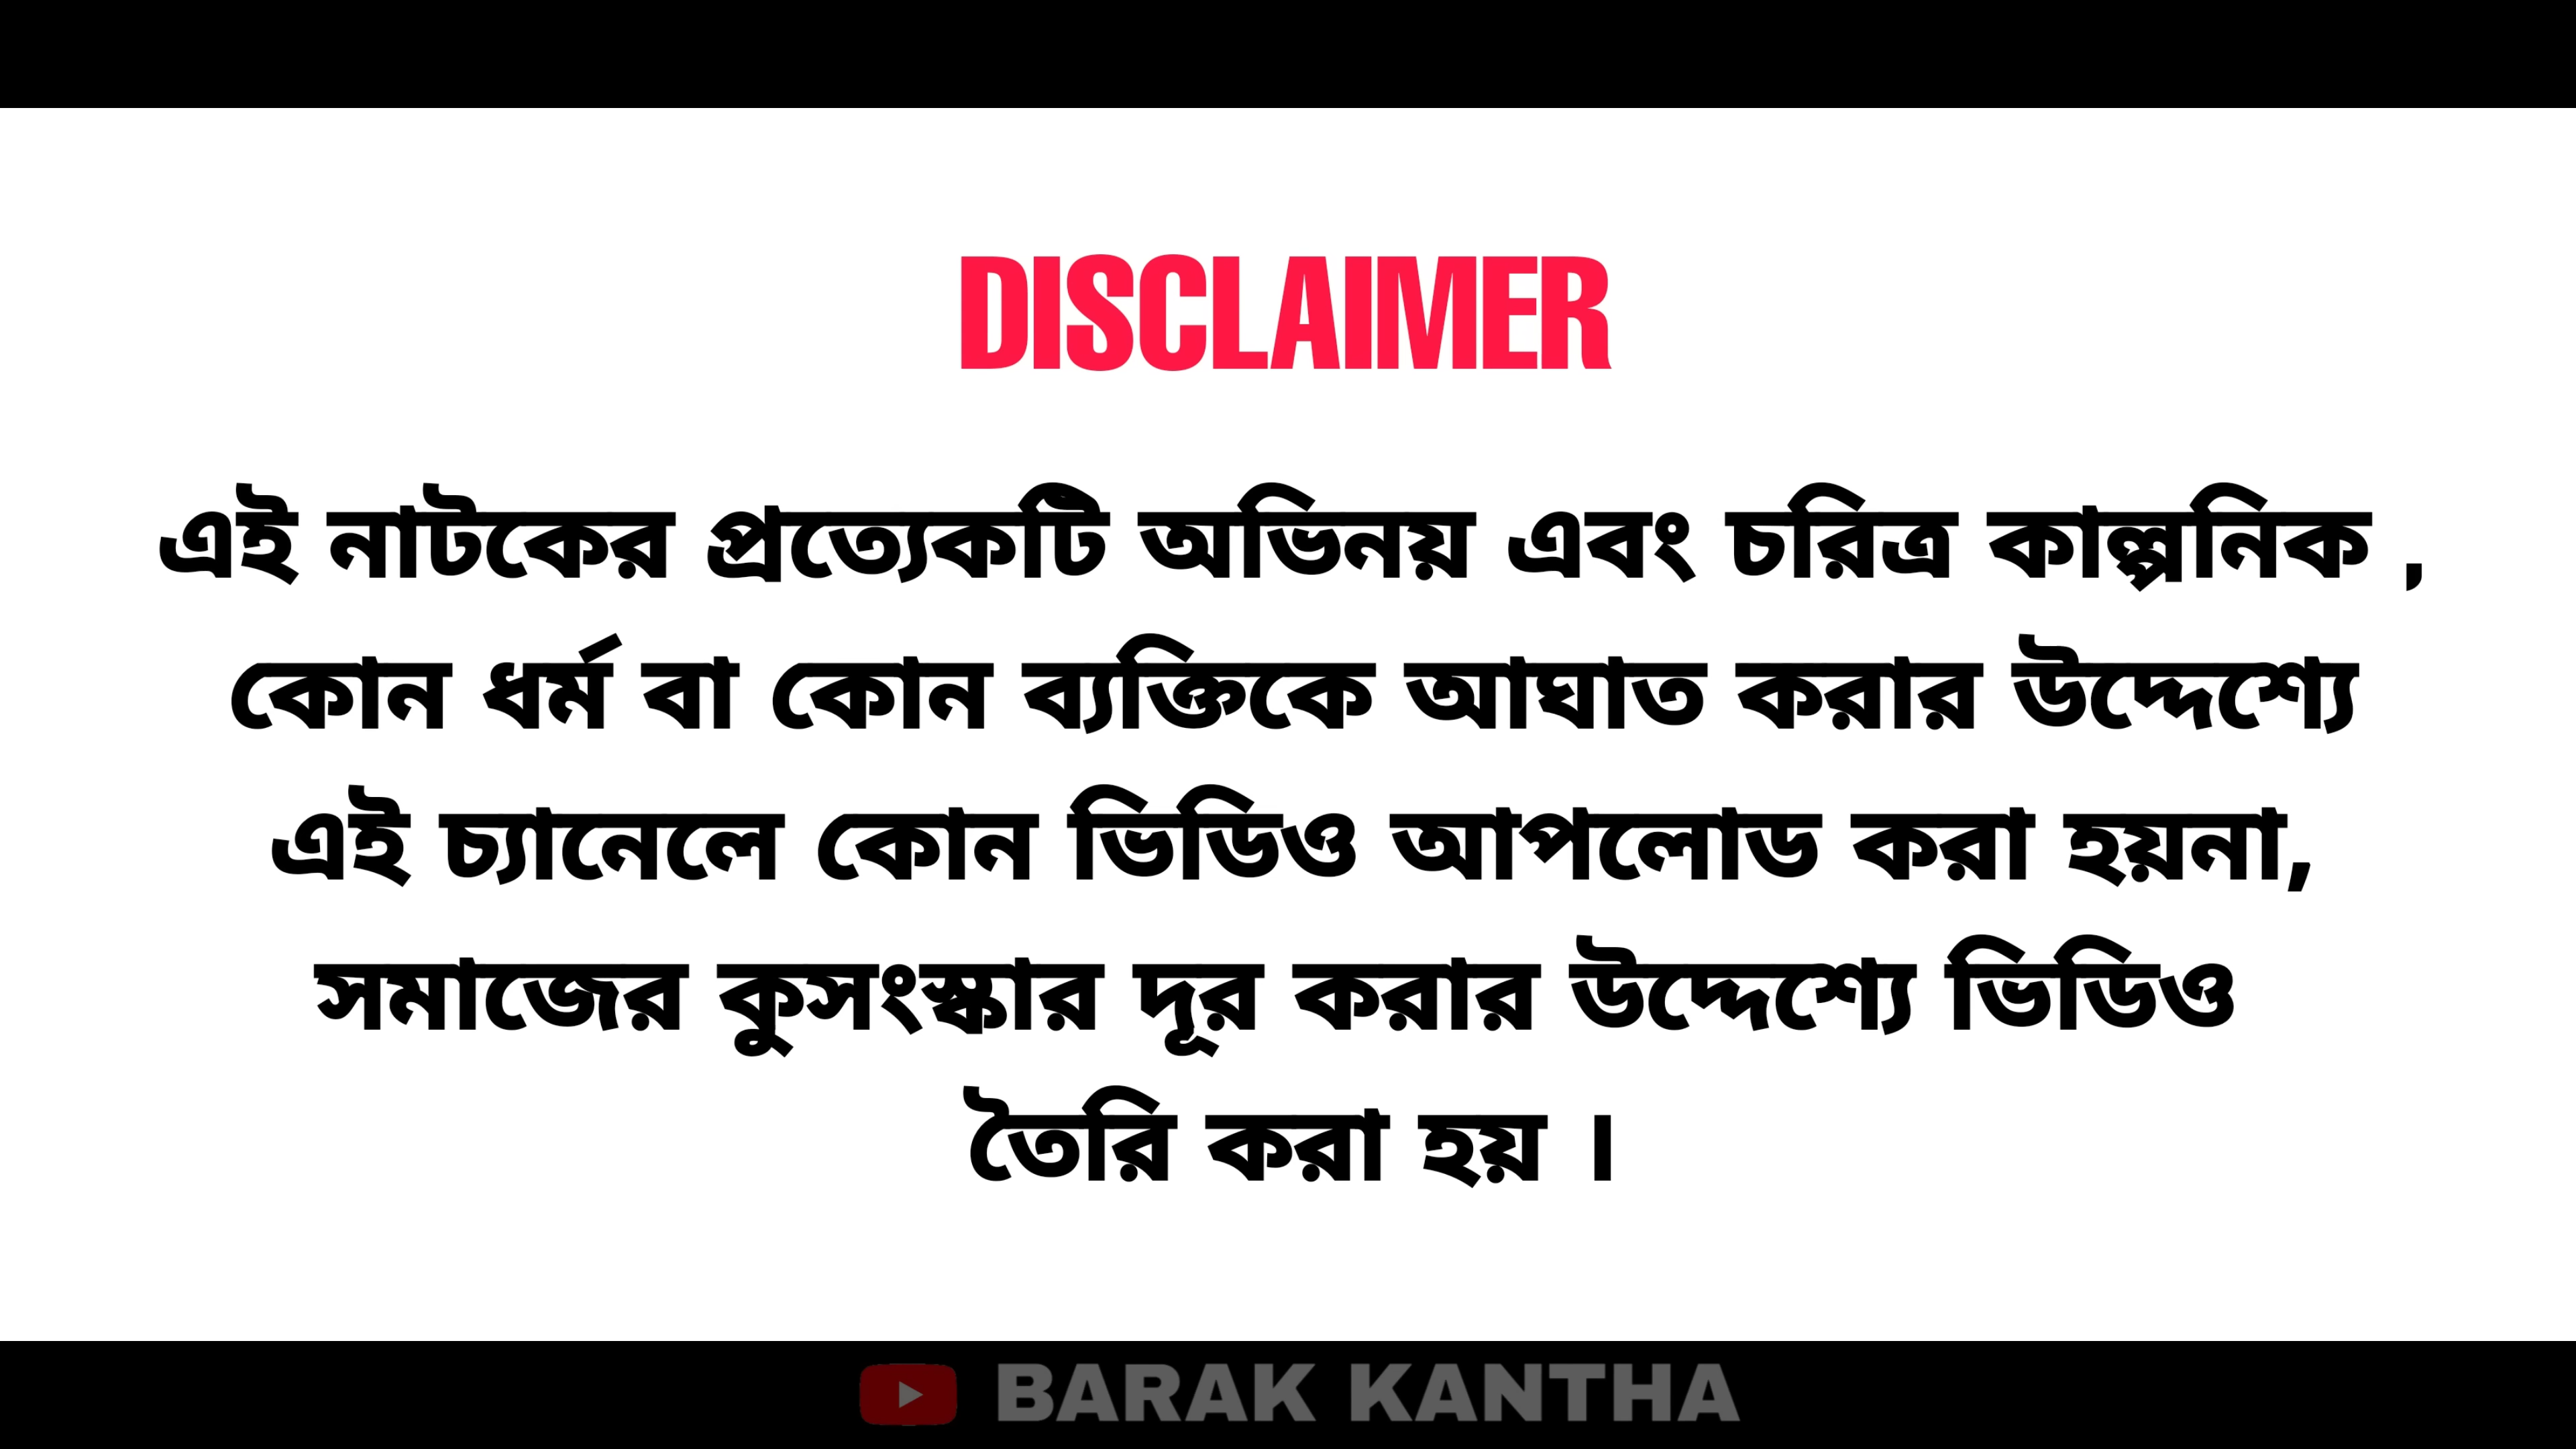 DISCLAIMER
এই নাটকের প্রত্যেকটি অভিনয় এবং চরিত্র কাল্পনিক ,
কোন ধর্ম বা কোন ব্যক্তিকে আঘাত করার উদ্দেশ্যে
এই চ্যানেলে কোন ভিডিও আপলোড করা হয়না,
সমাজের কুসংস্কার দূর করার উদ্দেশ্যে ভিডিও
তৈরি করা হয় ।
BARAK KANTHA